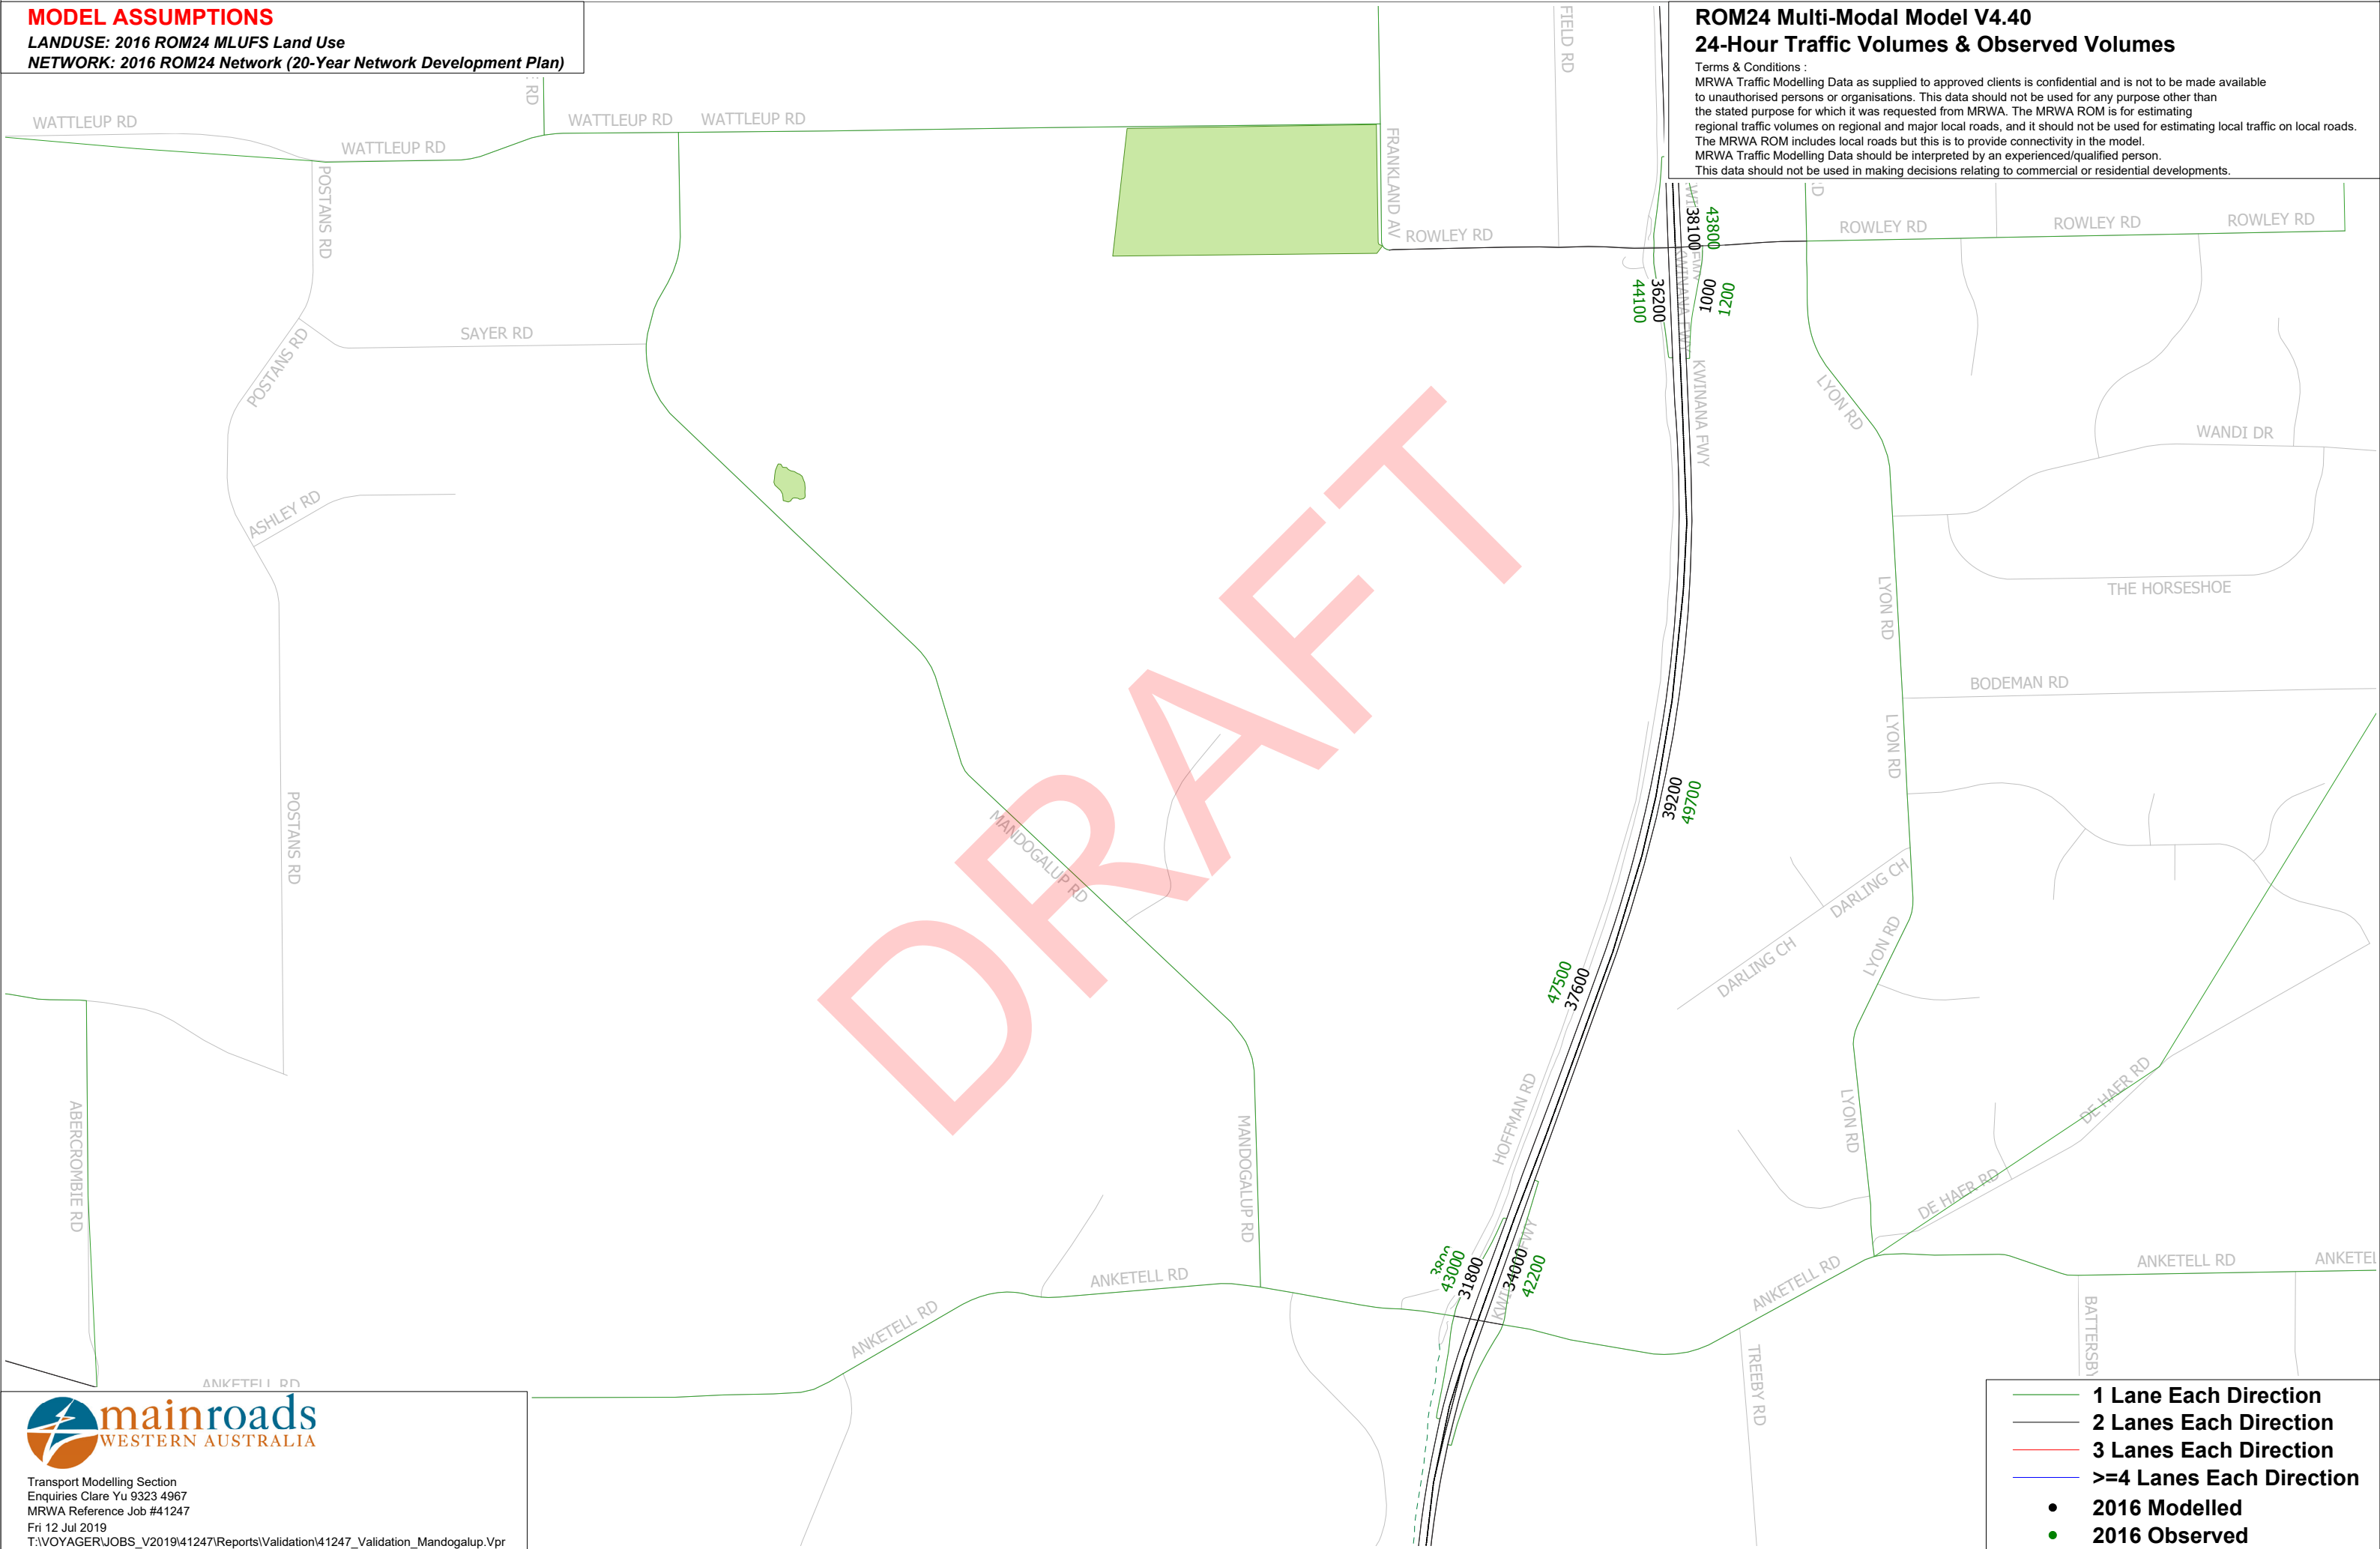 MODEL ASSUMPTIONS
LANDUSE: 2016 ROM24 MLUFS Land Use
NETWORK: 2016 ROM24 Network (20-Year Network Development Plan)
ROM24 Multi-Modal Model V4.40
24-Hour Traffic Volumes & Observed Volumes
Terms & Conditions :
MRWA Traffic Modelling Data as supplied to approved clients is confidential and is not to be made available
to unauthorised persons or organisations. This data should not be used for any purpose other than
the stated purpose for which it was requested from MRWA. The MRWA ROM is for estimating
regional traffic volumes on regional and major local roads, and it should not be used for estimating local traffic on local roads.
The MRWA ROM includes local roads but this is to provide connectivity in the model.
MRWA Traffic Modelling Data should be interpreted by an experienced/qualified person.
This data should not be used in making decisions relating to commercial or residential developments.
FIELD RD
RD
WATTLEUP RD
WATTLEUP RD
WATTLEUP RD
WATTLEUP RD
POSTANS RD
FRANKLAND AV
ROWLEY RD
38100
43800
ROWLEY RD
ROWLEY RD
ROWLEY RD
44100
36200
KWINANA FWY
1000
1200
SAYER RD
POSTANS RD
KWINANA FWY
LYON RD
WANDI DR
ASHLEY RD
THE HORSESHOE
LYON RD
BODEMAN RD
LYON RD
DRAFT
39200
49700
POSTANS RD
MANDOGALUP RD
DARLING CH
DARLING CH
LYON RD
47500
37600
HOFFMAN RD
DE HAER RD
LYON RD
ABERCROMBIE RD
MANDOGALUP RD
DE HAER RD
3800
43000
31800
34000
42200
ANKETELL RD
ANKETELL RD
ANKETELL RD
ANKETEL
ANKETELL RD
BATTERSBY
TREEBY RD
ANKETELL RD
mainroads
WESTERN AUSTRALIA
Transport Modelling Section
Enquiries Clare Yu 9323 4967
MRWA Reference Job #41247
Fri 12 Jul 2019
T:\VOYAGER\JOBS_V2019\41247\Reports\Validation\41247_Validation_Mandogalup.Vpr
1 Lane Each Direction
2 Lanes Each Direction
3 Lanes Each Direction
>=4 Lanes Each Direction
2016 Modelled
2016 Observed